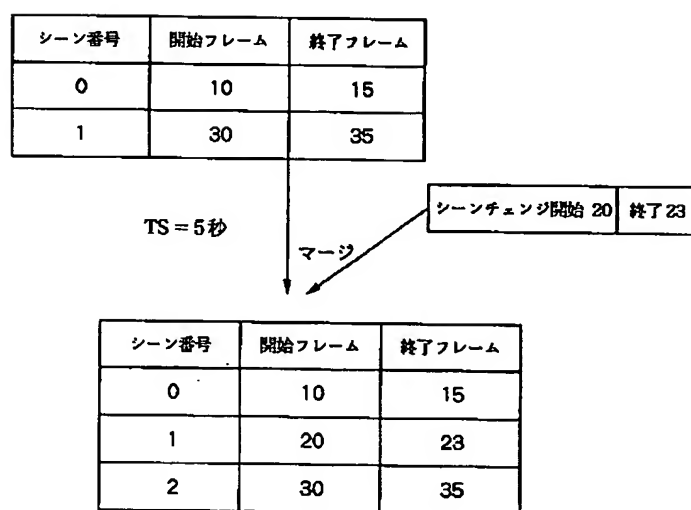 シーン番号 開始フレーム 終了フレーム
0 10 15
1 30 35
TS＝5秒
シーンチェンジ開始 20 終了23
マージ
シーン番号 開始フレーム 終了フレーム
0 10 15
1 20 23
2 30 35